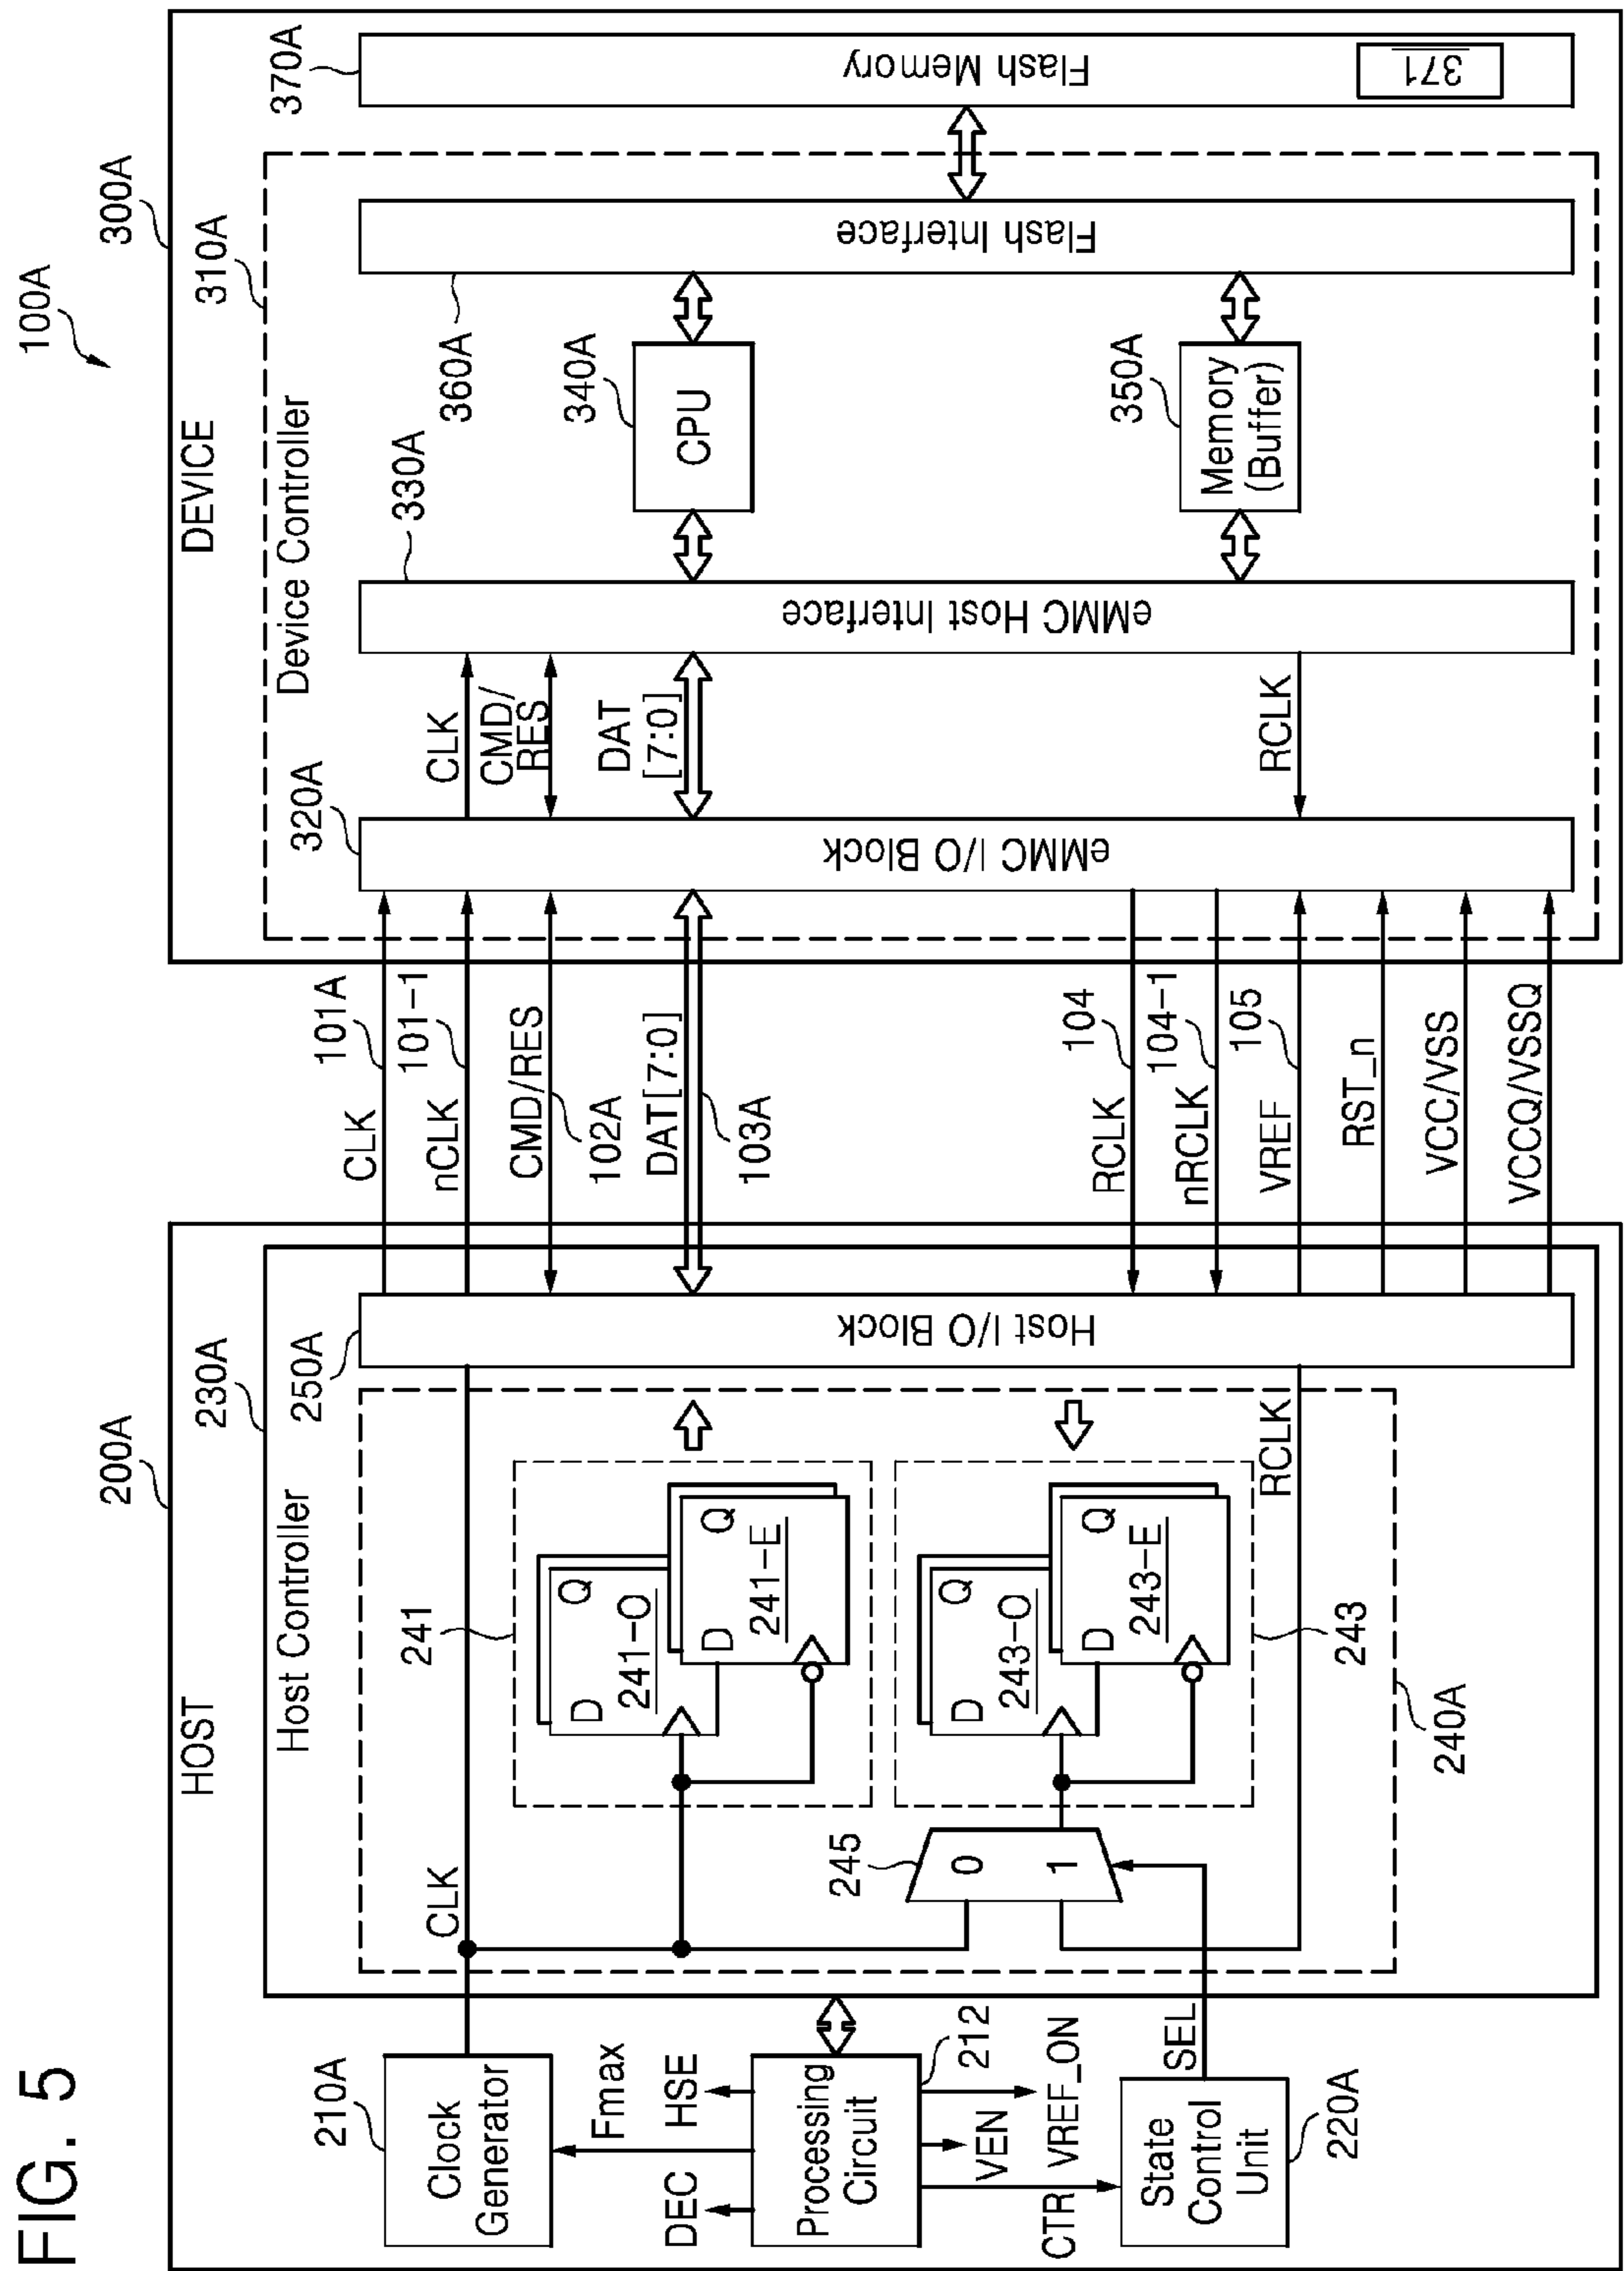 FIG. 5
100A
200A
HOST
210A
Clock
Generator
Fmax
DEC
HSE
Processing
Circuit
212
VEN
VREF_ON
CTR
State
Control
Unit
220A
SEL
230A
Host Controller
CLK
241
D
Q
241-O
D
Q
241-E
245
0
1
D
Q
243-O
D
Q
243-E
243
240A
RCLK
250A
Host I/O Block
CLK
101A
nCLK
101-1
CMD/RES
102A
DAT[7:0]
103A
RCLK
104
nRCLK
104-1
VREF
105
RST_n
VCC/VSS
VCCQ/VSSQ
300A
DEVICE
310A
Device Controller
320A
eMMC I/O Block
CLK
CMD/
RES
DAT
[7:0]
RCLK
330A
eMMC Host Interface
340A
CPU
350A
Memory
(Buffer)
360A
Flash Interface
370A
Flash Memory
371